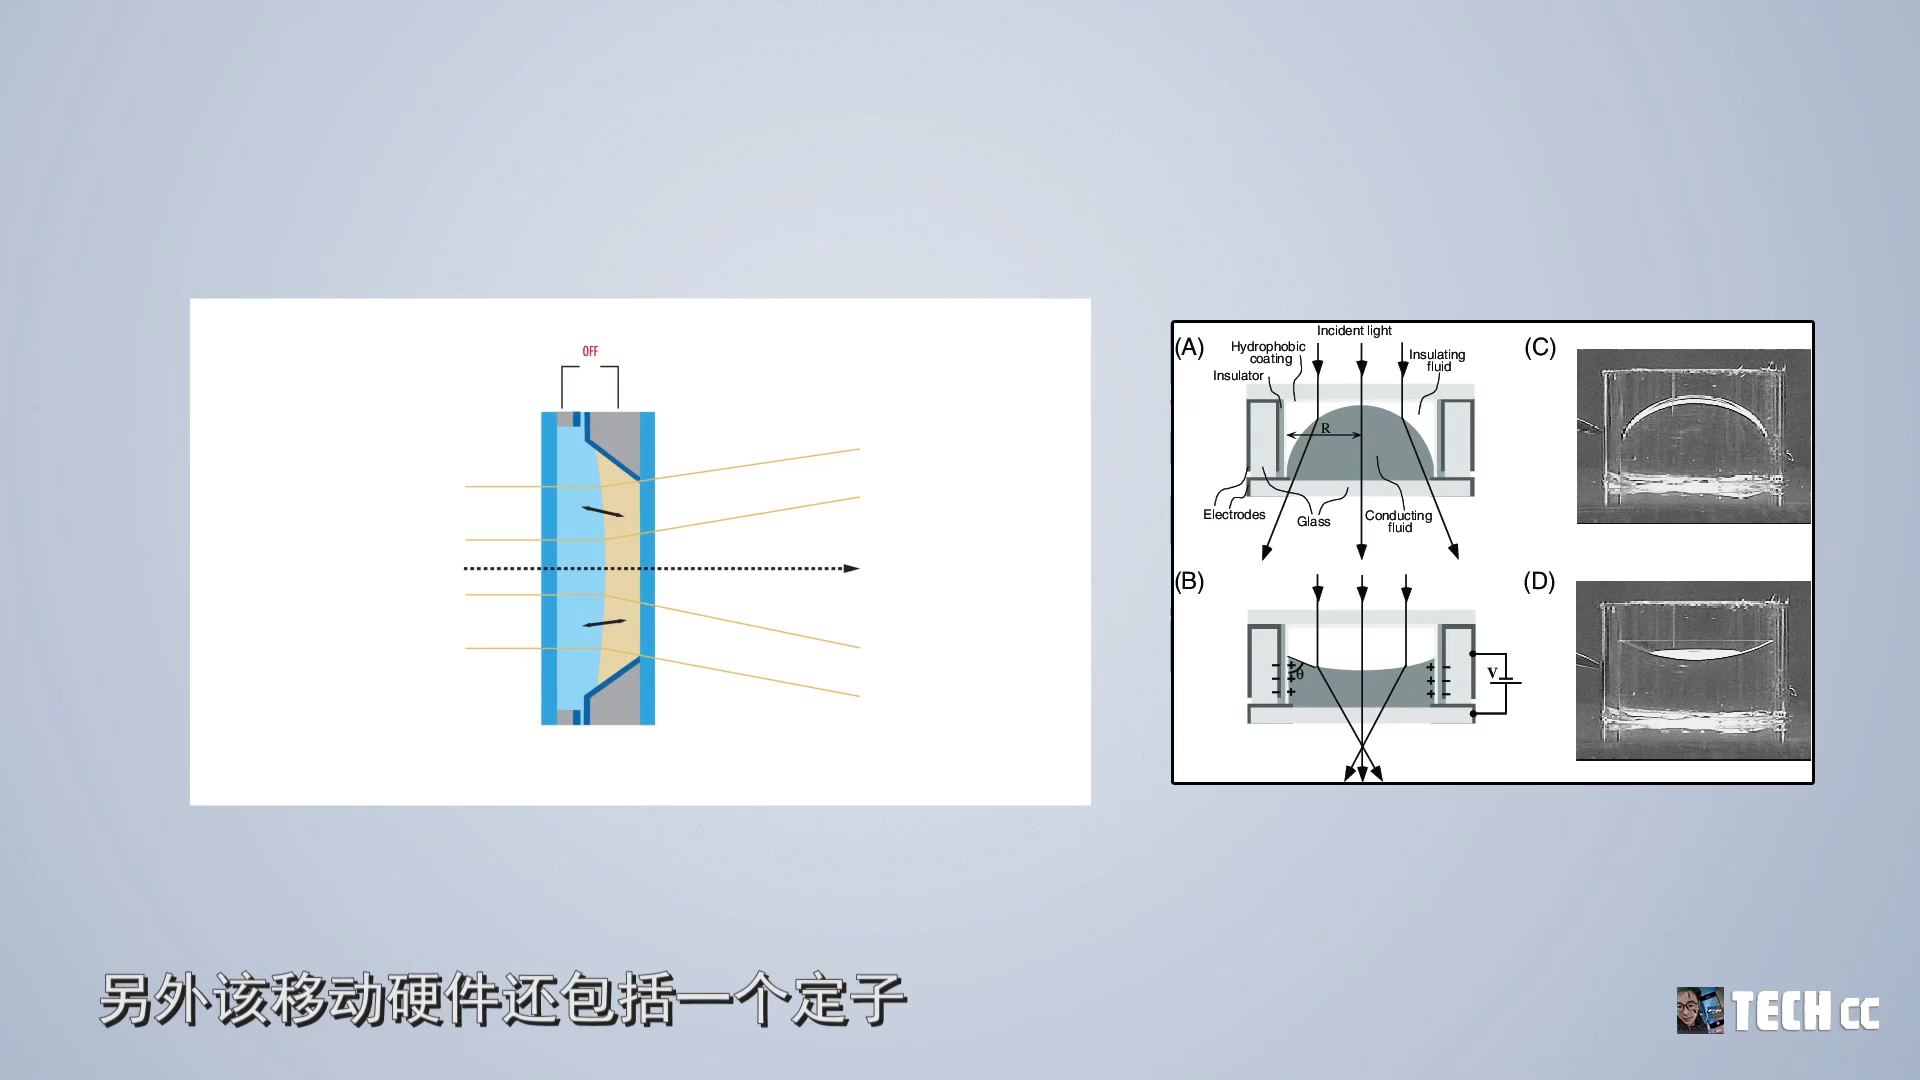 OFF
(A)
Incident light
Hydrophobic
coating
Insulating
fluid
Insulator
R
Electrodes
Glass
Conducting
fluid
(B)
θ
V
(C)
(D)
另外该移动硬件还包括一个定子
TECH CC